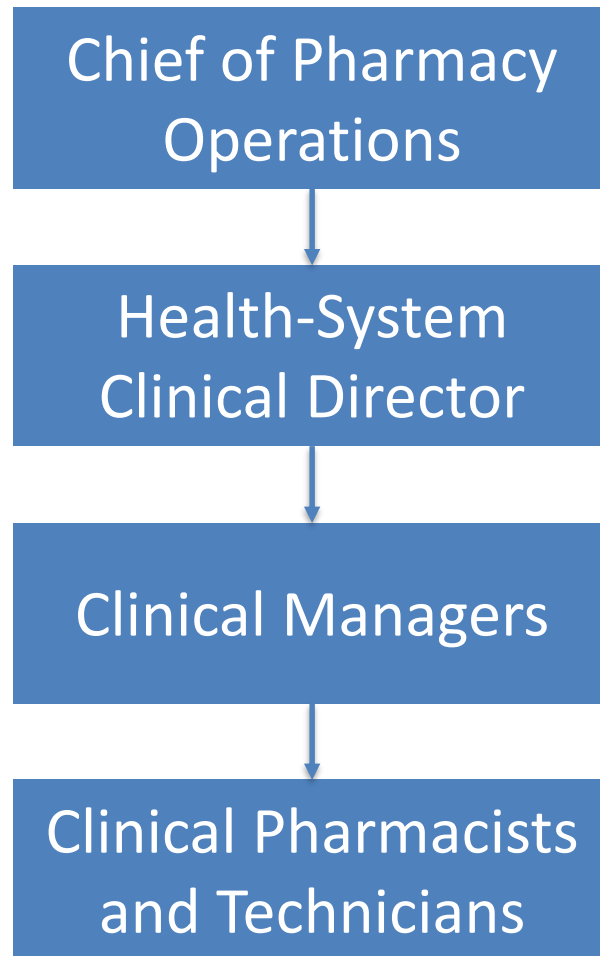 Chief of Pharmacy
Operations
Health-System
Clinical Director
Clinical Managers
Clinical Pharmacists
and Technicians